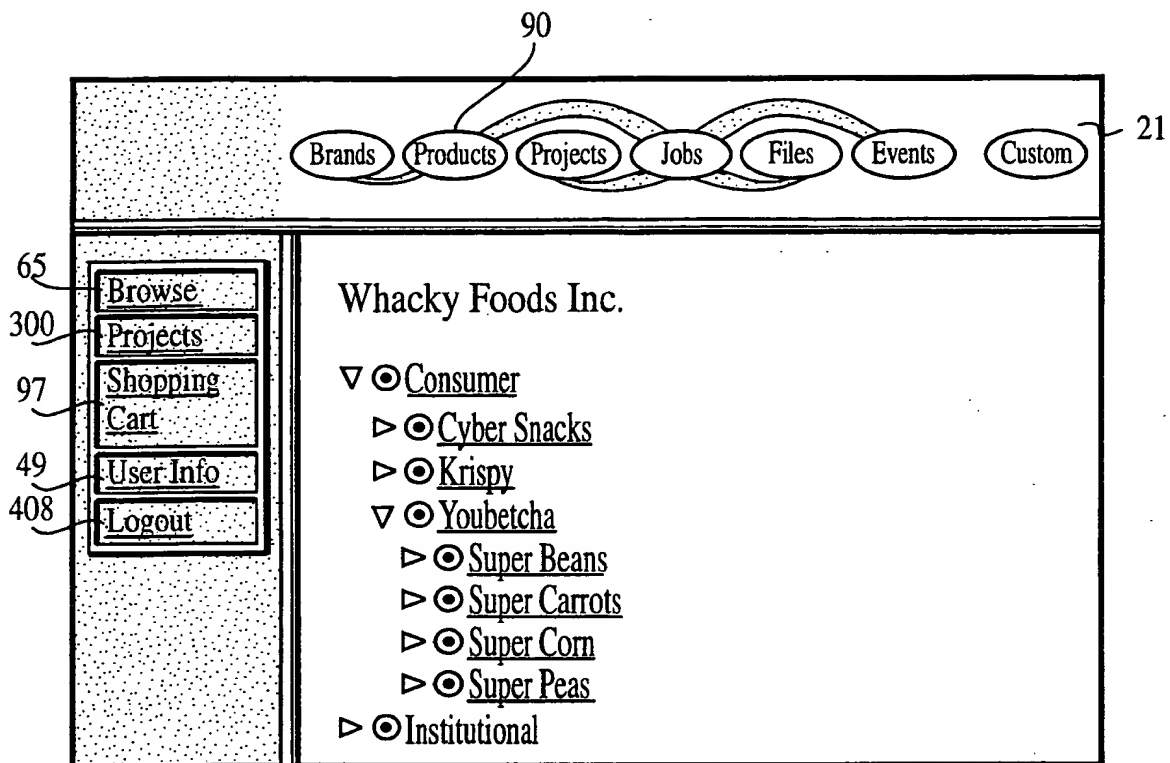 90
Brands Products Projects Jobs Files Events Custom
21
65
Browse
300
Projects
97
Shopping
Cart
49
User Info
408
Logout
Whacky Foods Inc.
Consumer
Cyber Snacks
Krispy
Youbetcha
Super Beans
Super Carrots
Super Corn
Super Peas
Institutional